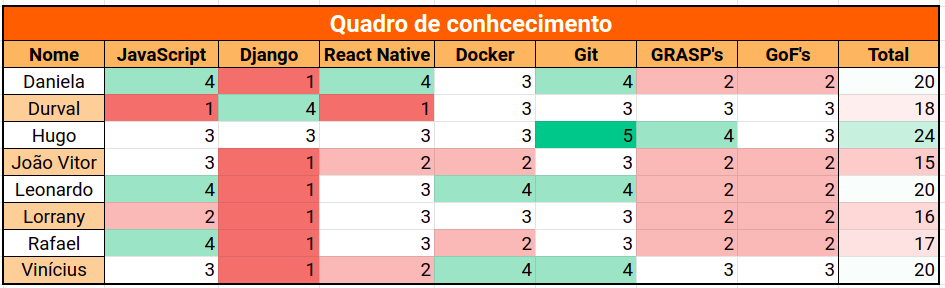 Quadro de conhcecimento
Nome JavaScript Django React Native Docker Git GRASP's GoF's Total
Daniela 4 1 4 3 4 2 2 20
Durval 1 4 1 3 3 3 3 18
Hugo 3 3 3 3 5 4 3 24
João Vitor 3 1 2 2 3 2 2 15
Leonardo 4 1 3 4 4 2 2 20
Lorrany 2 1 3 3 3 2 2 16
Rafael 4 1 3 2 3 2 2 17
Vinícius 3 1 2 4 4 3 3 20